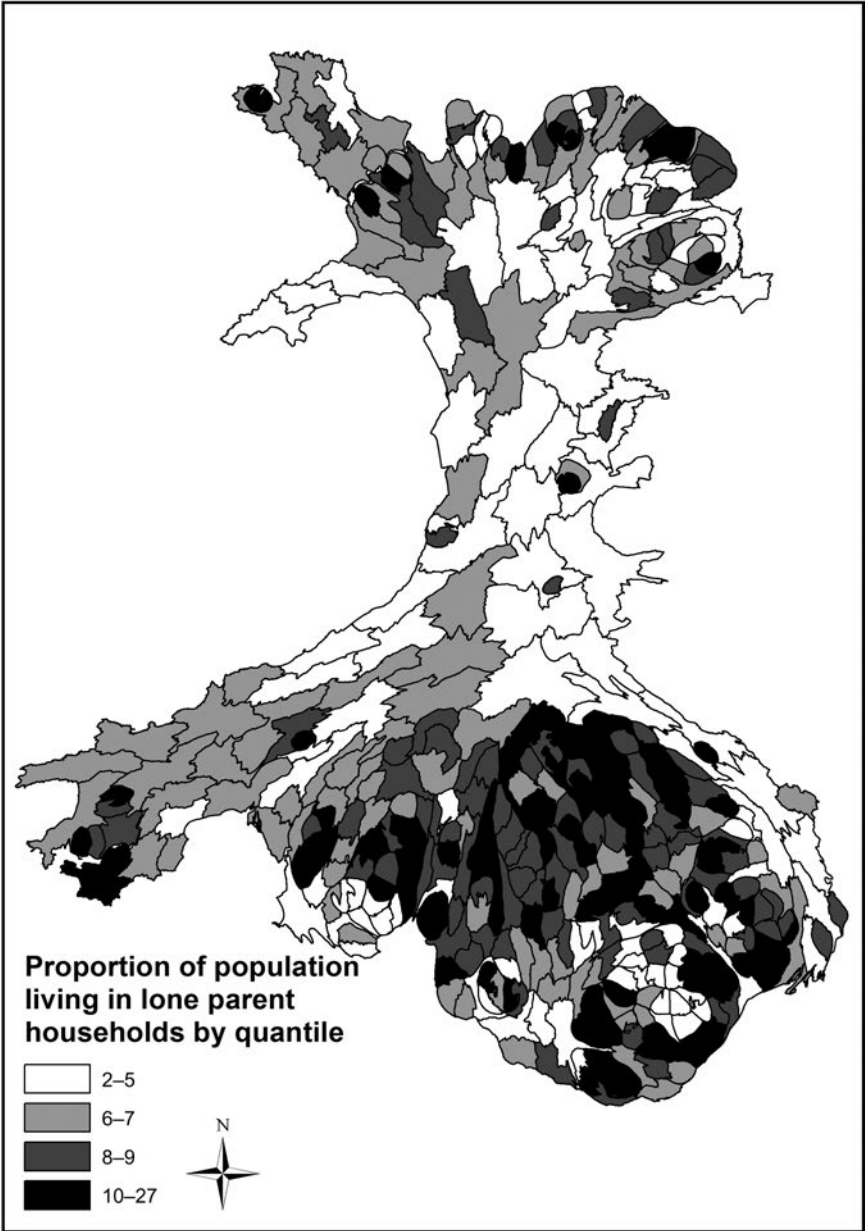 Proportion of population
living in lone parent
households by quantile
2–5
6–7
8–9
10–27
N